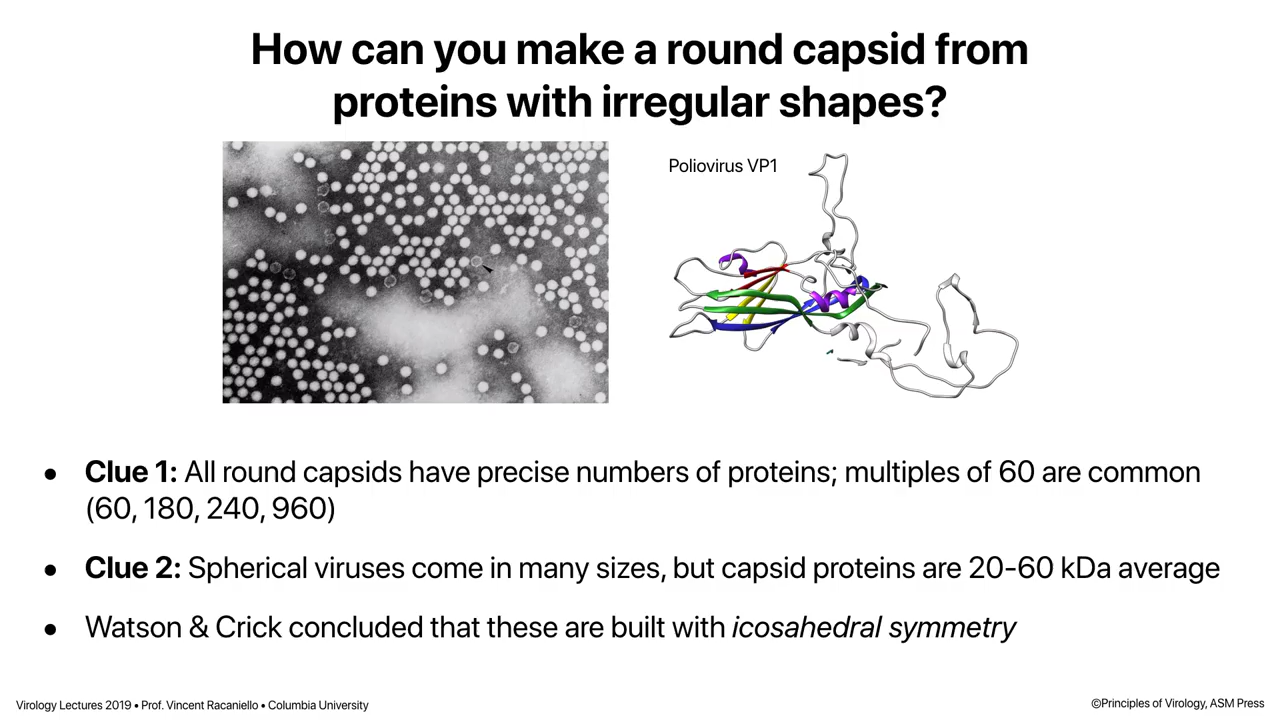 How can you make a round capsid from
proteins with irregular shapes?
Poliovirus VP1
• Clue 1: All round capsids have precise numbers of proteins; multiples of 60 are common
(60, 180, 240, 960)
• Clue 2: Spherical viruses come in many sizes, but capsid proteins are 20-60 kDa average
• Watson & Crick concluded that these are built with icosahedral symmetry
Virology Lectures 2019 • Prof. Vincent Racaniello • Columbia University
©Principles of Virology, ASM Press